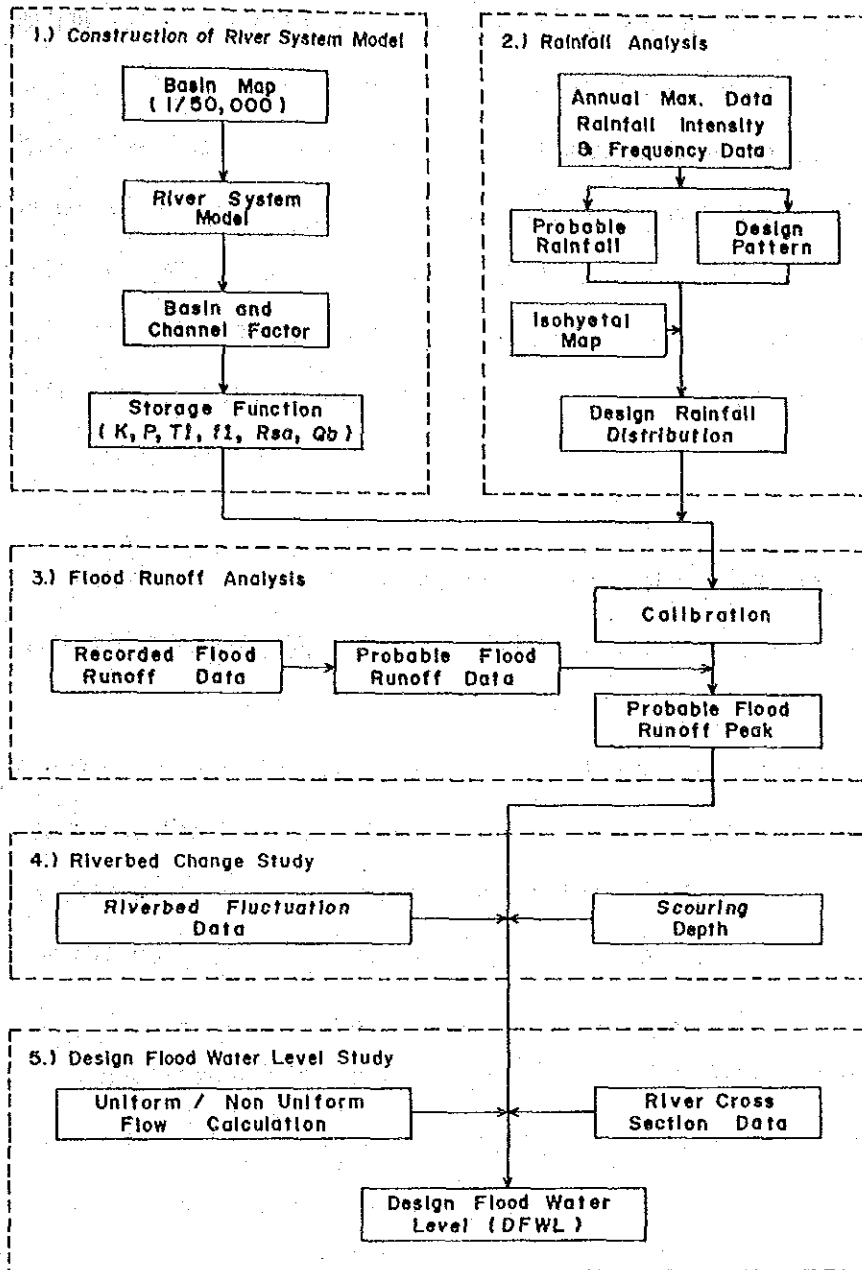 1.) Construction of River System Model
Basin Map
(1/50,000)
River System
Model
Basin and
Channel Factor
Storage Function
(K, P, Tl, fl, Rsa, Qb)
2.) Rainfall Analysis
Annual Max. Data
Rainfall Intensity
& Frequency Data
Probable
Rainfall
Design
Pattern
Isohyetal
Map
Design Rainfall
Distribution
3.) Flood Runoff Analysis
Calibration
Recorded Flood
Runoff Data
Probable Flood
Runoff Data
Probable Flood
Runoff Peak
4.) Riverbed Change Study
Riverbed Fluctuation
Data
Scouring
Depth
5.) Design Flood Water Level Study
Uniform / Non Uniform
Flow Calculation
River Cross
Section Data
Design Flood Water
Level (DFWL)